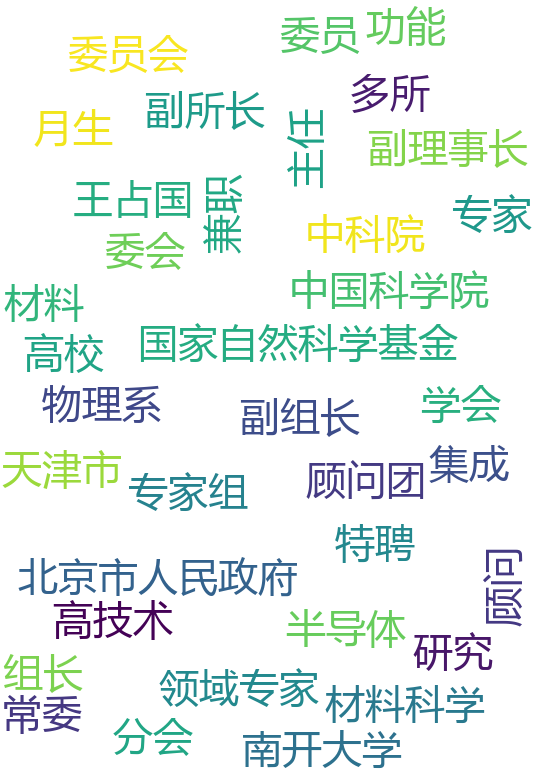 委员会
委员
功能
月生
副所长
主任
多所
副理事长
王占国
兼职
专家
委会
中科院
材料
中国科学院
高校
国家自然科学基金
物理系
副组长
学会
天津市
专家组
顾问团
集成
特聘
北京市人民政府
顾问
高技术
半导体
研究
组长
领域专家
材料科学
常委
分会
南开大学